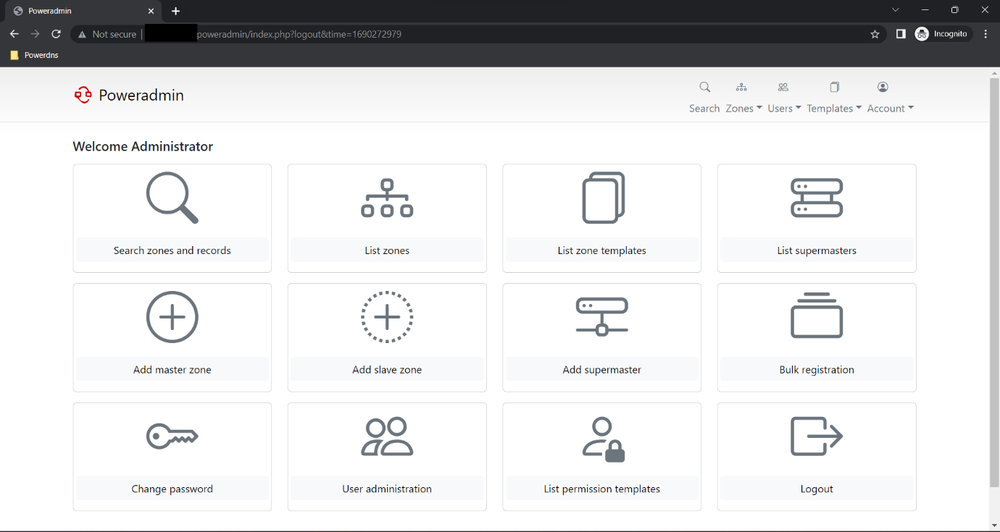 Poweradmin
Not secure | poweradmin/index.php?logout&time=1690272979
Incognito
Powerdns
Poweradmin
Search Zones Users Templates Account
Welcome Administrator
Search zones and records
List zones
List zone templates
List supermasters
Add master zone
Add slave zone
Add supermaster
Bulk registration
Change password
User administration
List permission templates
Logout